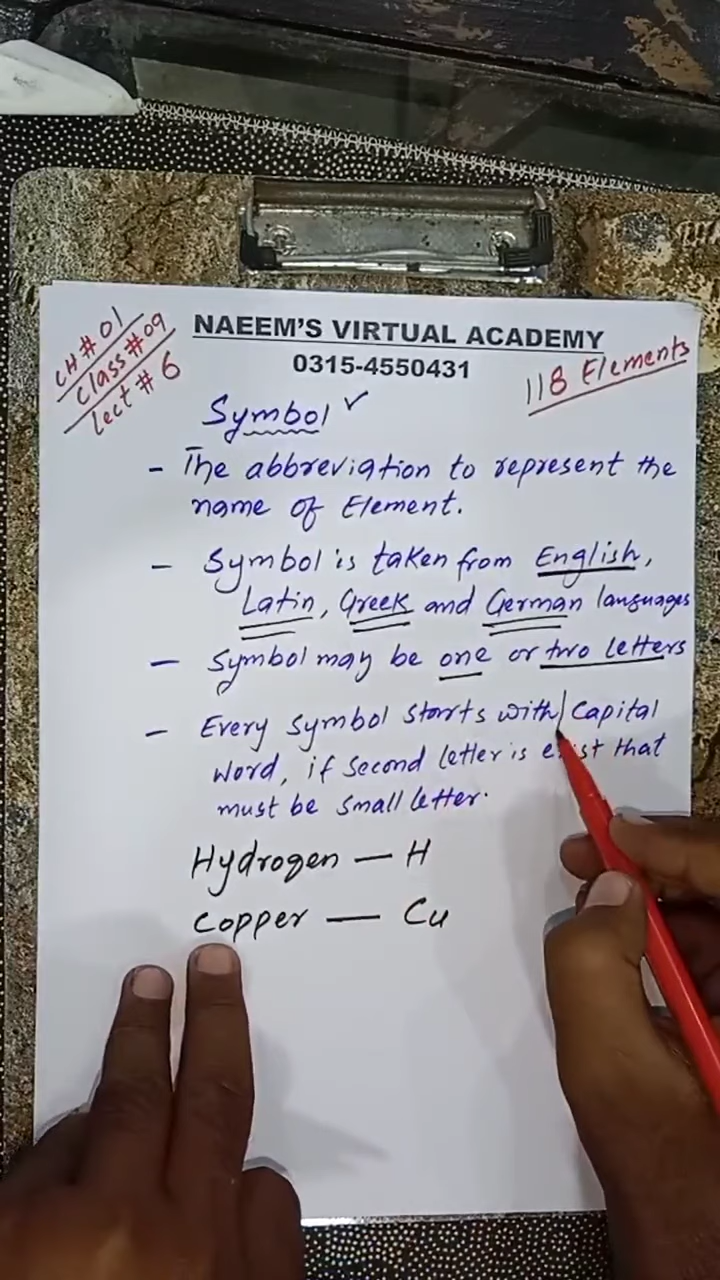 CH # 01
Class # 09
Lect # 6
NAEEM'S VIRTUAL ACADEMY
0315-4550431
118 Elements
Symbol ✓
- The abbreviation to represent the
name of Element.
- Symbol is taken from English,
Latin, Greek and German languages
- Symbol may be one or two letters
- Every symbol starts with capital
word, if second letter is exist that
must be small letter.
Hydrogen — H
Copper — Cu